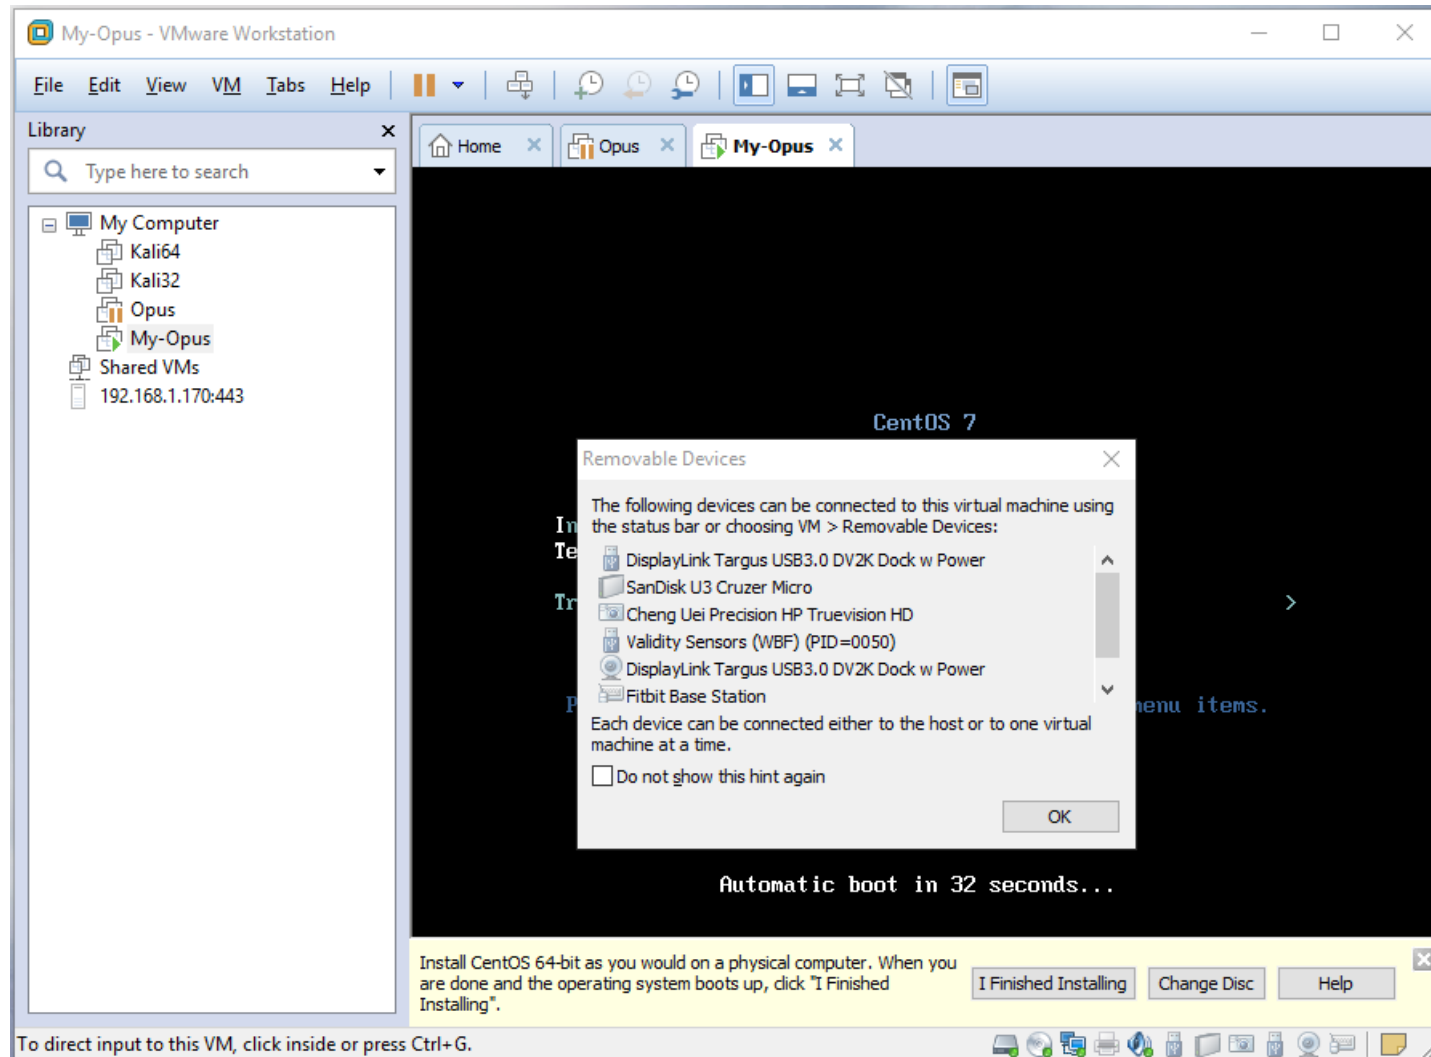 My-Opus - VMware Workstation
File Edit View VM Tabs Help
Library
Type here to search
My Computer
Kali64
Kali32
Opus
My-Opus
Shared VMs
192.168.1.170:443
Home
Opus
My-Opus
CentOS 7
In
Te
Tr
>
P
menu items.
Removable Devices
The following devices can be connected to this virtual machine using
the status bar or choosing VM > Removable Devices:
DisplayLink Targus USB3.0 DV2K Dock w Power
SanDisk U3 Cruzer Micro
Cheng Uei Precision HP Truevision HD
Validity Sensors (WBF) (PID=0050)
DisplayLink Targus USB3.0 DV2K Dock w Power
Fitbit Base Station
Each device can be connected either to the host or to one virtual
machine at a time.
Do not show this hint again
OK
Automatic boot in 32 seconds...
Install CentOS 64-bit as you would on a physical computer. When you
are done and the operating system boots up, click "I Finished
Installing".
I Finished Installing
Change Disc
Help
To direct input to this VM, click inside or press Ctrl+G.